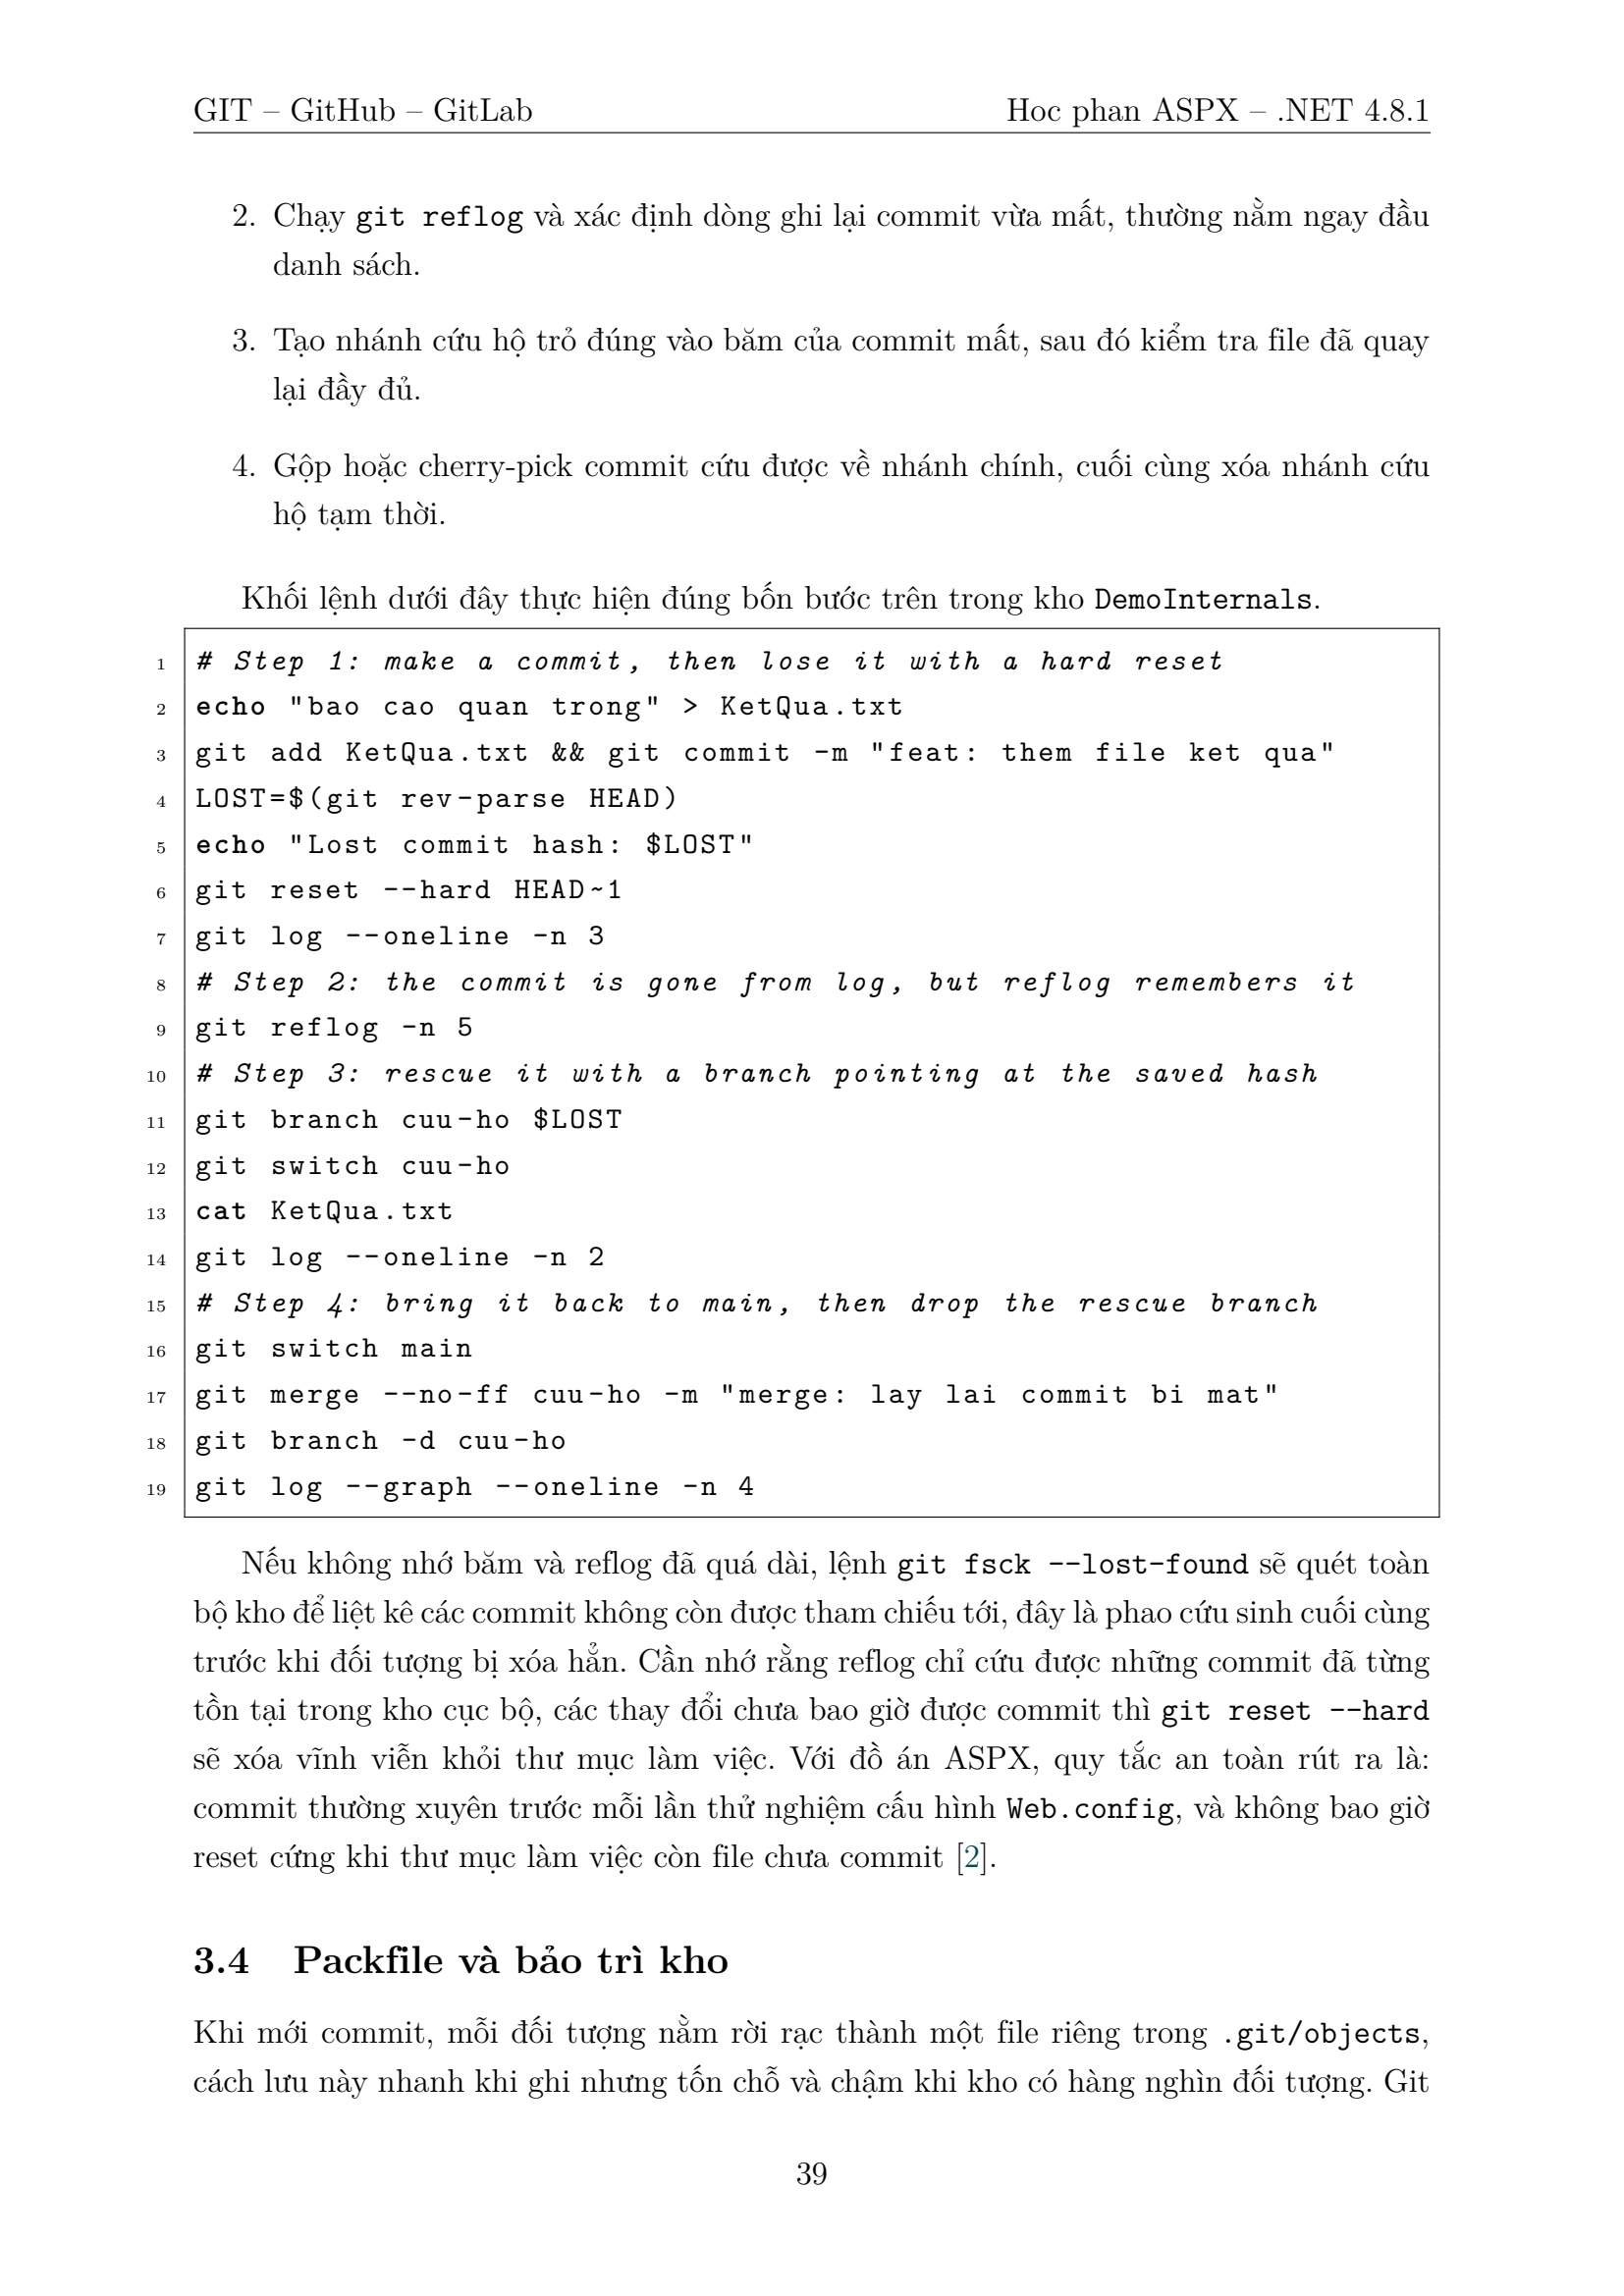 GIT – GitHub – GitLab Hoc phan ASPX – .NET 4.8.1
2. Chạy git reflog và xác định dòng ghi lại commit vừa mất, thường nằm ngay đầu
danh sách.
3. Tạo nhánh cứu hộ trỏ đúng vào băm của commit mất, sau đó kiểm tra file đã quay
lại đầy đủ.
4. Gộp hoặc cherry-pick commit cứu được về nhánh chính, cuối cùng xóa nhánh cứu
hộ tạm thời.
Khối lệnh dưới đây thực hiện đúng bốn bước trên trong kho DemoInternals.
1 # Step 1: make a commit, then lose it with a hard reset
2 echo "bao cao quan trong" > KetQua.txt
3 git add KetQua.txt && git commit -m "feat: them file ket qua"
4 LOST=$(git rev-parse HEAD)
5 echo "Lost commit hash: $LOST"
6 git reset --hard HEAD~1
7 git log --oneline -n 3
8 # Step 2: the commit is gone from log, but reflog remembers it
9 git reflog -n 5
10 # Step 3: rescue it with a branch pointing at the saved hash
11 git branch cuu-ho $LOST
12 git switch cuu-ho
13 cat KetQua.txt
14 git log --oneline -n 2
15 # Step 4: bring it back to main, then drop the rescue branch
16 git switch main
17 git merge --no-ff cuu-ho -m "merge: lay lai commit bi mat"
18 git branch -d cuu-ho
19 git log --graph --oneline -n 4
Nếu không nhớ băm và reflog đã quá dài, lệnh git fsck --lost-found sẽ quét toàn
bộ kho để liệt kê các commit không còn được tham chiếu tới, đây là phao cứu sinh cuối cùng
trước khi đối tượng bị xóa hẳn. Cần nhớ rằng reflog chỉ cứu được những commit đã từng
tồn tại trong kho cục bộ, các thay đổi chưa bao giờ được commit thì git reset --hard
sẽ xóa vĩnh viễn khỏi thư mục làm việc. Với đồ án ASPX, quy tắc an toàn rút ra là:
commit thường xuyên trước mỗi lần thử nghiệm cấu hình Web.config, và không bao giờ
reset cứng khi thư mục làm việc còn file chưa commit [2].
3.4 Packfile và bảo trì kho
Khi mới commit, mỗi đối tượng nằm rời rạc thành một file riêng trong .git/objects,
cách lưu này nhanh khi ghi nhưng tốn chỗ và chậm khi kho có hàng nghìn đối tượng. Git
39